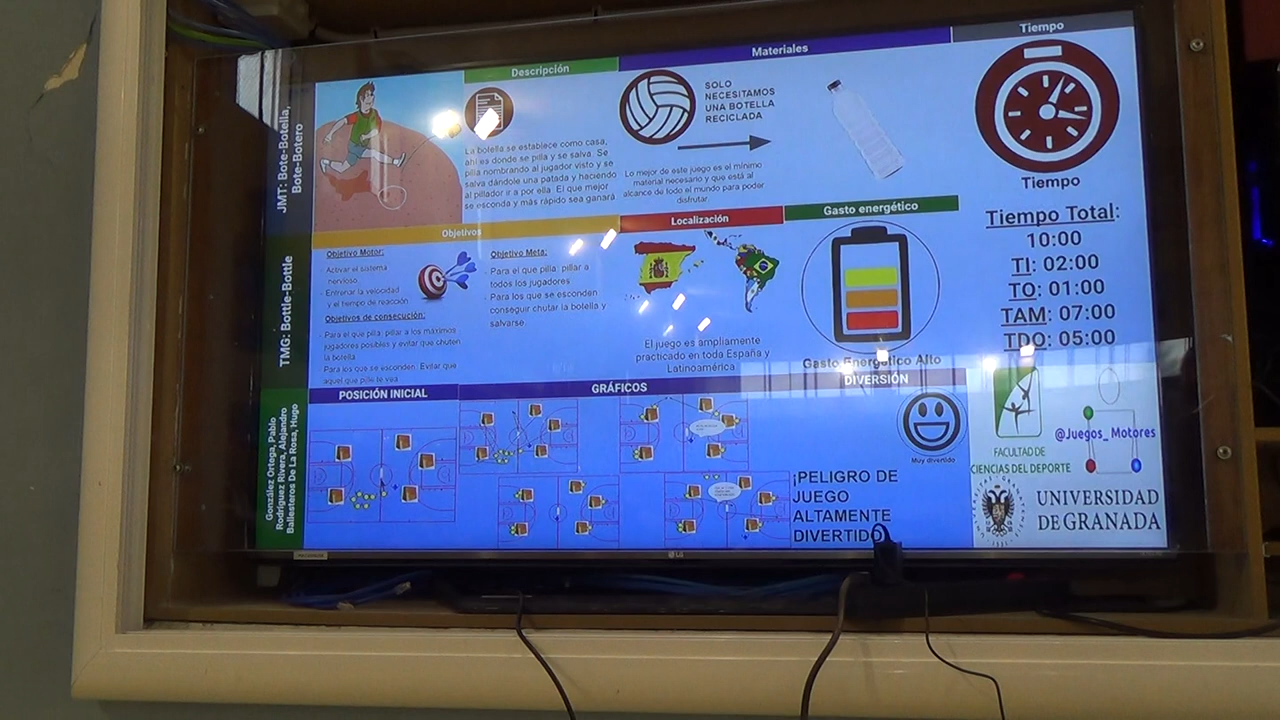 JMT: Bote-Botella,
Bote-Botero
TMG: Bottle-Bottle
González Ortega, Pablo
Rodríguez Rivera, Alejandro
Ballesteros De La Rosa, Hugo
Descripción
La botella se establece como casa,
ahí es donde se pilla y se salva. Se
pilla nombrando al jugador visto y se
salva dándole una patada y haciendo
al pillador ir a por ella. El que mejor
se esconda y más rápido sea ganará
Materiales
SOLO
NECESITAMOS
UNA BOTELLA
RECICLADA
Lo mejor de este juego es el mínimo
material necesario y que está al
alcance de todo el mundo para poder
disfrutar.
Tiempo
Tiempo
Tiempo Total:
10:00
TI: 02:00
TO: 01:00
TAM: 07:00
TDO: 05:00
Objetivos
Objetivo Motor:
- Activar el sistema
nervioso
- Entrenar la velocidad
y el tiempo de reacción
Objetivos de consecución:
- Para el que pilla: pillar a los máximos
jugadores posibles y evitar que chuten
la botella
Para los que se esconden: Evitar que
aquel que pille te vea
Objetivo Meta:
- Para el que pilla: pillar a
todos los jugadores
- Para los que se esconden
conseguir chutar la botella y
salvarse
Localización
El juego es ampliamente
practicado en toda España y
Latinoamérica
Gasto energético
Gasto Energético Alto
POSICIÓN INICIAL
GRÁFICOS
DIVERSIÓN
Muy divertido
¡PELIGRO DE
JUEGO
ALTAMENTE
DIVERTIDO
@Juegos_Motores
FACULTAD DE
CIENCIAS DEL DEPORTE
UNIVERSIDAD
DE GRANADA
LG